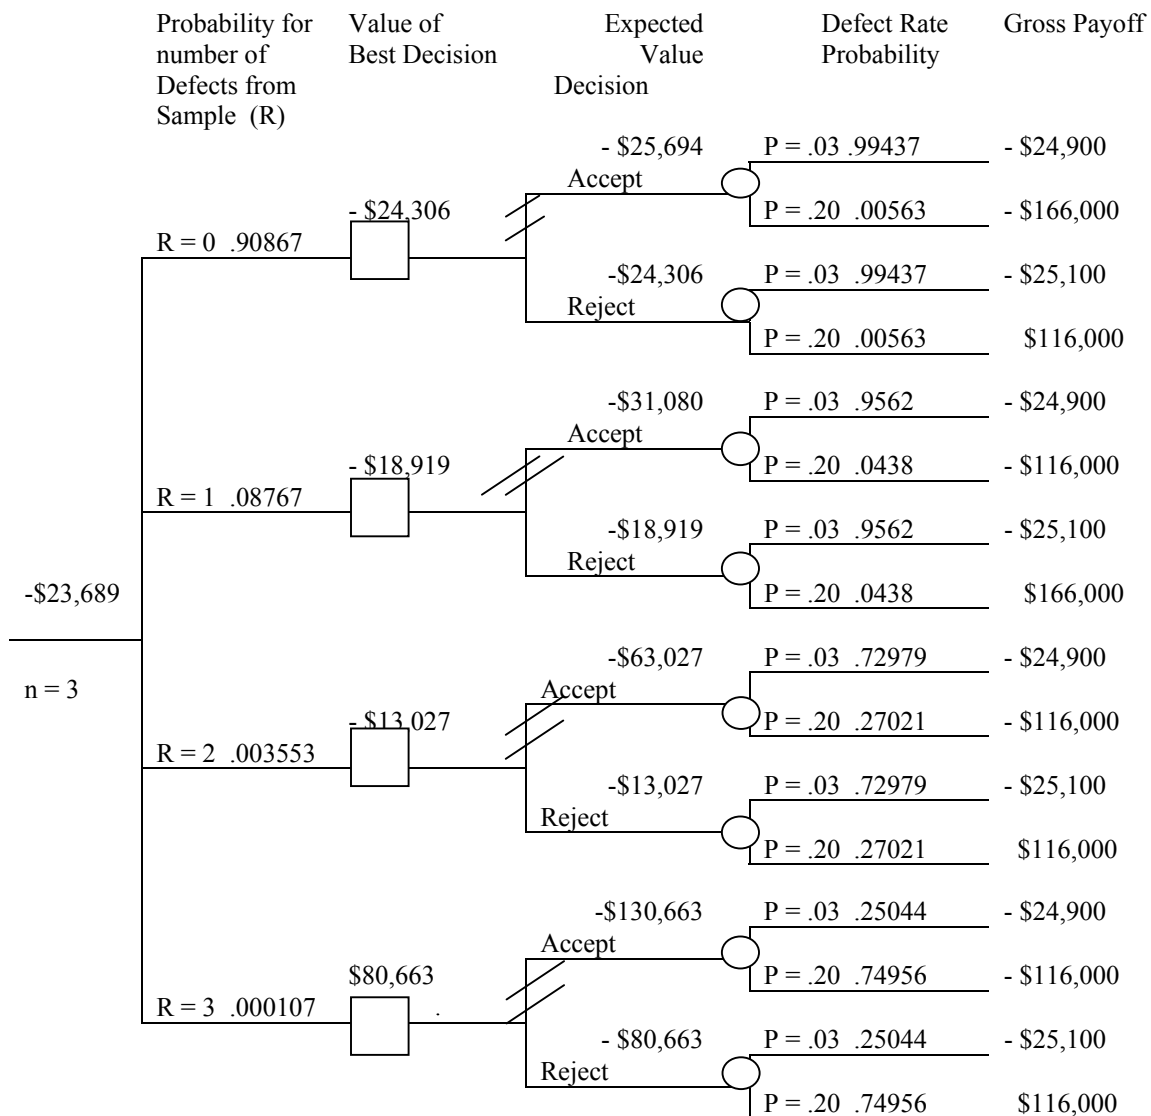 Probability for Value of Expected Defect Rate Gross Payoff
number of Best Decision Value Probability
Defects from Decision
Sample (R)
- $25,694 P = .03 .99437 - $24,900
Accept
- $24,306 P = .20 .00563 - $166,000
R = 0 .90867
-$24,306 P = .03 .99437 - $25,100
Reject
P = .20 .00563 $116,000
-$31,080 P = .03 .9562 - $24,900
Accept
- $18,919 P = .20 .0438 - $116,000
R = 1 .08767
-$18,919 P = .03 .9562 - $25,100
Reject
-$23,689 P = .20 .0438 $166,000
-$63,027 P = .03 .72979 - $24,900
n = 3 Accept
- $13,027 P = .20 .27021 - $116,000
R = 2 .003553
-$13,027 P = .03 .72979 - $25,100
Reject
P = .20 .27021 $116,000
-$130,663 P = .03 .25044 - $24,900
Accept
$80,663 P = .20 .74956 - $116,000
R = 3 .000107 .
- $80,663 P = .03 .25044 - $25,100
Reject
P = .20 .74956 $116,000